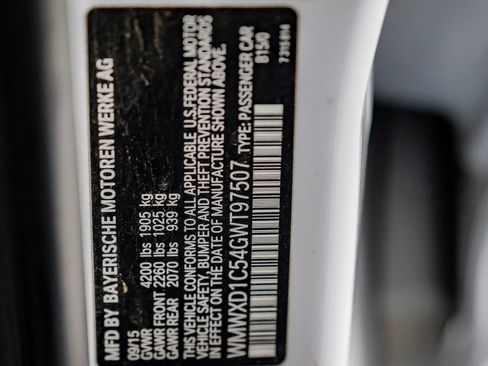 MFD BY BAYERISCHE MOTOREN WERKE AG
09/15
GVWR 4200 lbs 1905 kg
GAWR FRONT 2260 lbs 1025 kg
GAWR REAR 2070 lbs 939 kg
THIS VEHICLE CONFORMS TO ALL APPLICABLE U.S. FEDERAL MOTOR
VEHICLE SAFETY, BUMPER AND THEFT PREVENTION STANDARDS
IN EFFECT ON THE DATE OF MANUFACTURE SHOWN ABOVE.
WMWXD1C54GWT97507 TYPE: PASSENGER CAR
B15/0